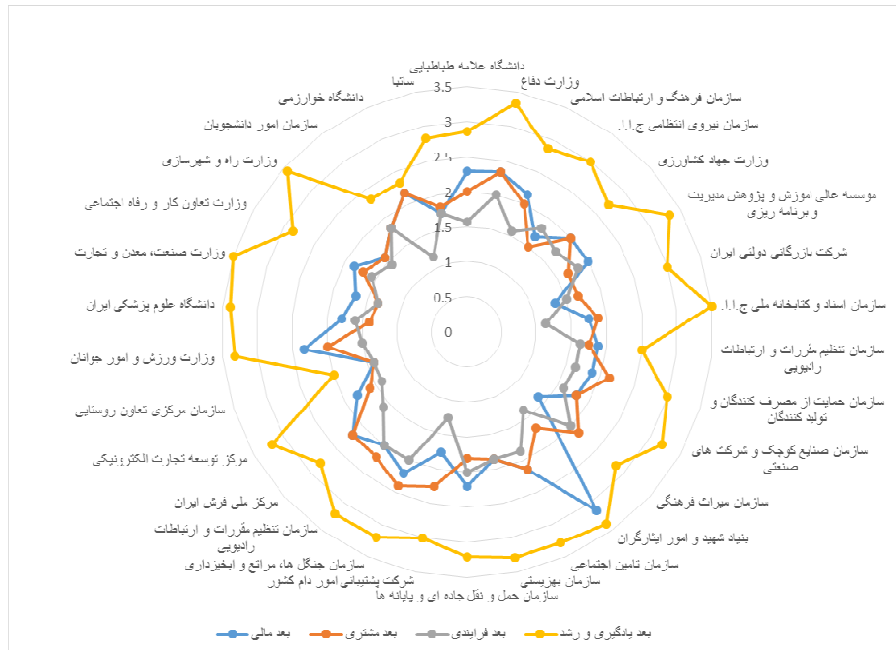 دانشگاه علامه طباطبایی
وزارت دفاع
سازمان فرهنگ و ارتباطات اسلامی
سازمان نیروی انتظامی ج.ا.ا.
وزارت جهاد کشاورزی
موسسه عالی موزش و پژوهش مدیریت
و برنامه ریزی
شرکت بازرگانی دولتی ایران
سازمان اسناد و کتابخانه ملی ج.ا.ا.
سازمان تنظیم مقررات و ارتباطات
رادیویی
سازمان حمایت از مصرف کنندگان و
تولید کنندگان
سازمان صنایع کوچک و شرکت های
صنعتی
سازمان میراث فرهنگی
بنیاد شهید و امور ایثارگران
سازمان تامین اجتماعی
سازمان بهزیستی
سازمان حمل و نقل جاده ای و پایانه ها
شرکت پشتیبانی امور دام کشور
سازمان جنگل ها، مراتع و ابخیزداری
سازمان تنظیم مقررات و ارتباطات
رادیویی
مرکز ملی فرش ایران
مرکز توسعه تجارت الکترونیکی
سازمان مرکزی تعاون روستایی
وزارت ورزش و امور جوانان
دانشگاه علوم پزشکی ایران
وزارت صنعت، معدن و تجارت
وزارت تعاون کار و رفاه اجتماعی
وزارت راه و شهرسازی
سازمان امور دانشجویان
دانشگاه خوارزمی
ساتبا
3.5
3
2.5
2
1.5
1
0.5
0
بعد مالی
بعد مشتری
بعد فرایندی
بعد یادگیری و رشد